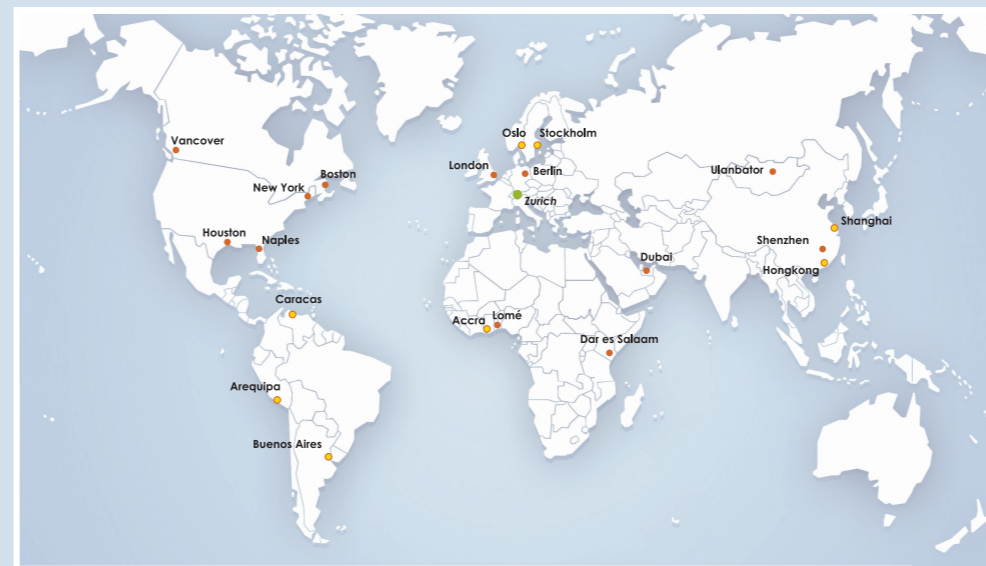 Oslo
Stockholm
Vancover
London
Berlin
Boston
Ulanbator
New York
Zurich
Shanghai
Houston
Naples
Shenzhen
Dubai
Hongkong
Caracas
Accra
Lomé
Dar es Salaam
Arequipa
Buenos Aires